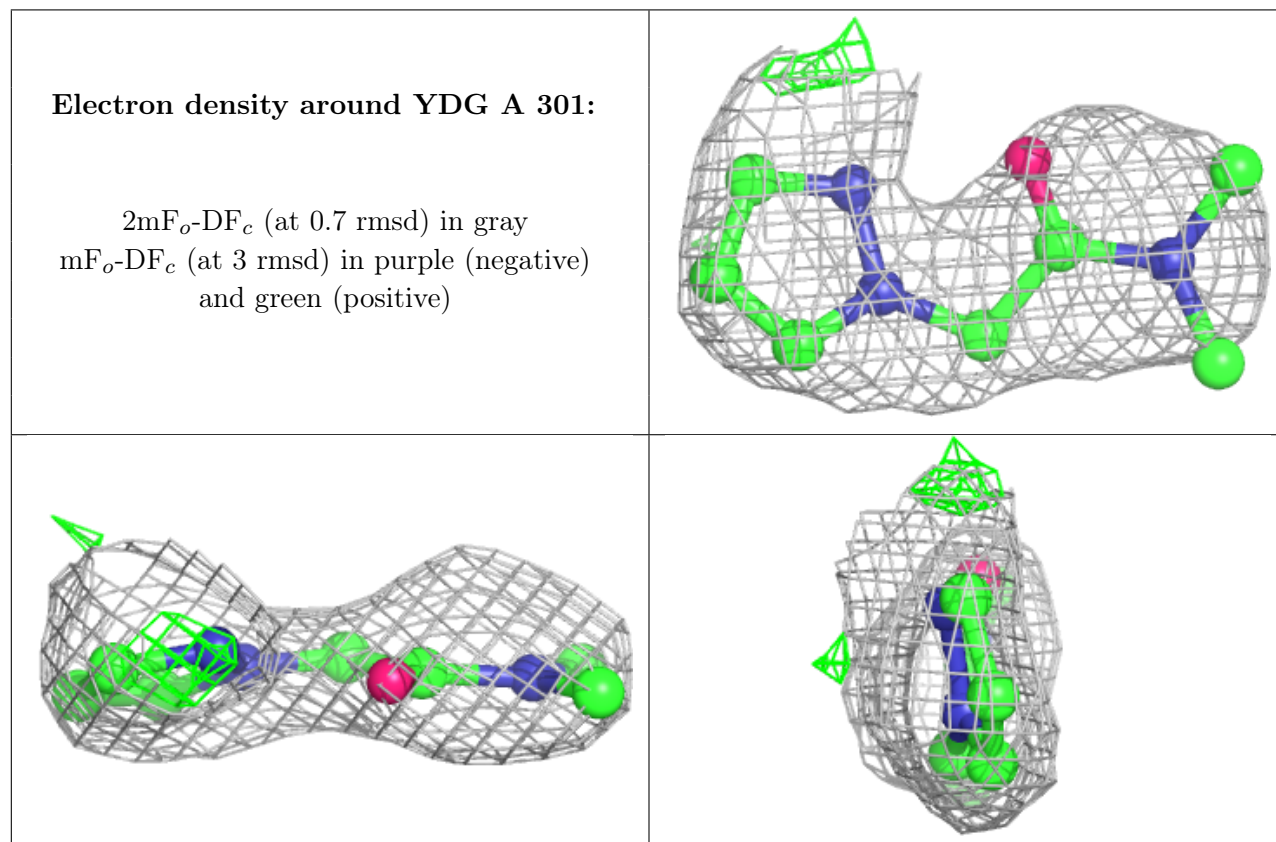 Electron density around YDG A 301:
2mFo-DFc (at 0.7 rmsd) in gray
mFo-DFc (at 3 rmsd) in purple (negative)
and green (positive)